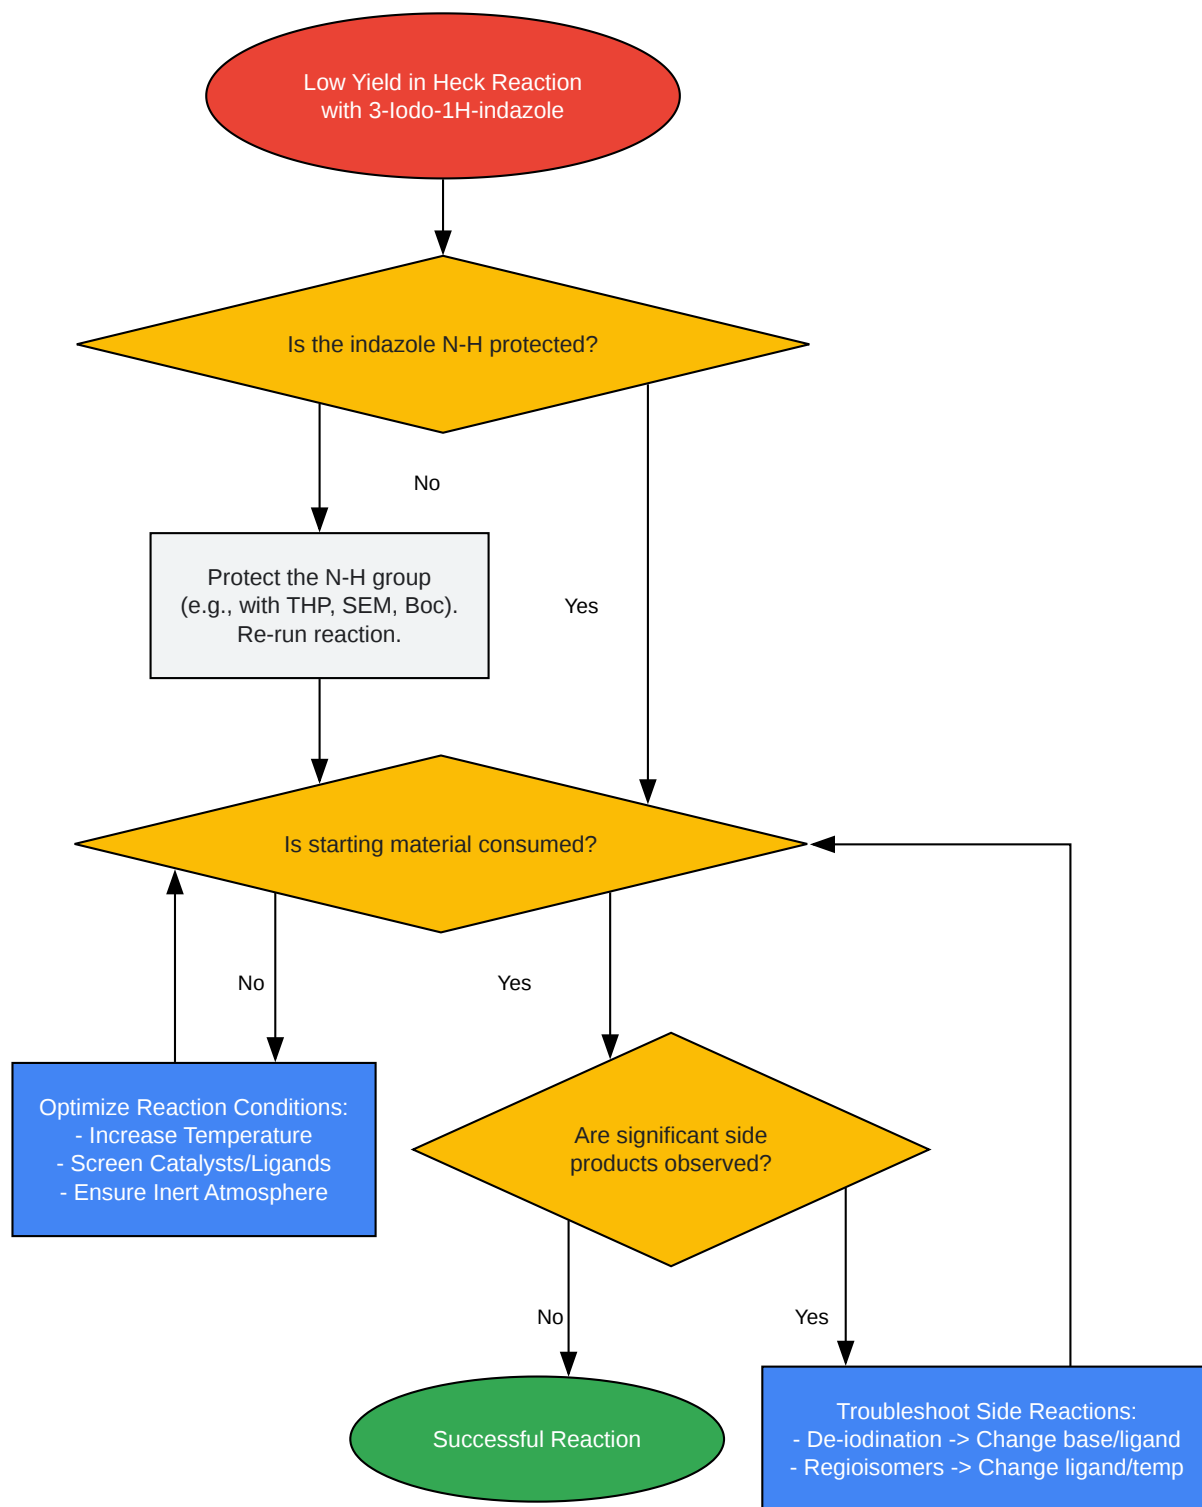 Low Yield in Heck Reaction
with 3-Iodo-1H-indazole
Is the indazole N-H protected?
No
Protect the N-H group
(e.g., with THP, SEM, Boc).
Re-run reaction.
Yes
Is starting material consumed?
No
Yes
Optimize Reaction Conditions:
- Increase Temperature
- Screen Catalysts/Ligands
- Ensure Inert Atmosphere
Are significant side
products observed?
No
Yes
Successful Reaction
Troubleshoot Side Reactions:
- De-iodination -> Change base/ligand
- Regioisomers -> Change ligand/temp